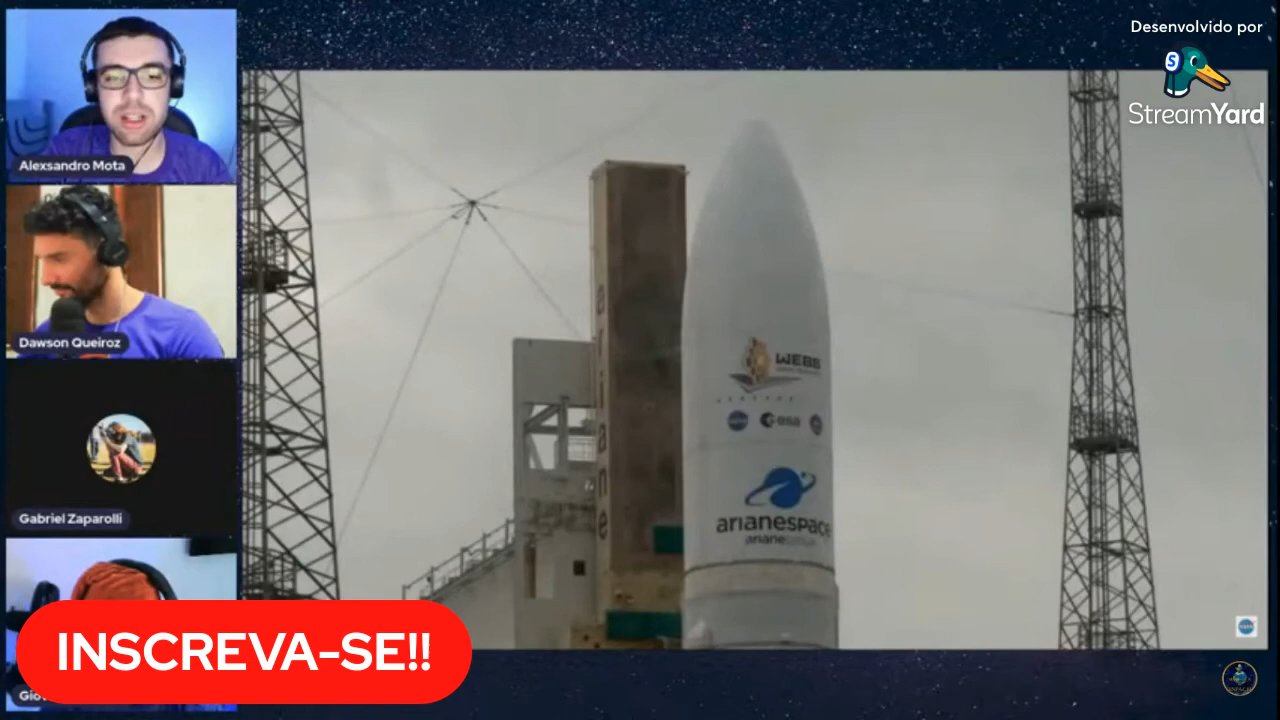 Desenvolvido por
StreamYard
Alexsandro Mota
Dawson Queiroz
Gabriel Zaparolli
INSCREVA-SE!!
ariane
WEBB
esa
arianespace